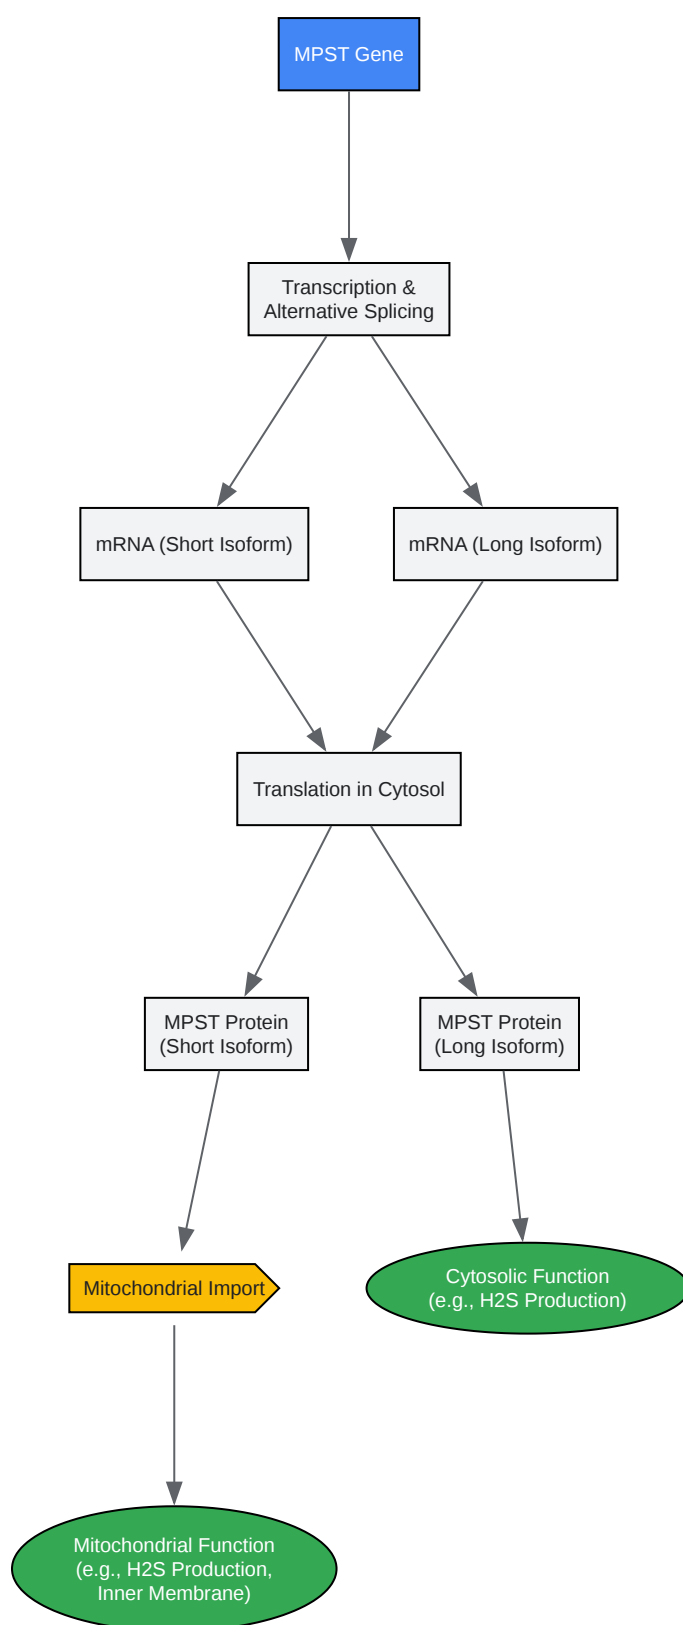 MPST Gene
Transcription &
Alternative Splicing
mRNA (Short Isoform)
mRNA (Long Isoform)
Translation in Cytosol
MPST Protein
(Short Isoform)
MPST Protein
(Long Isoform)
Mitochondrial Import
Cytosolic Function
(e.g., H2S Production)
Mitochondrial Function
(e.g., H2S Production,
Inner Membrane)